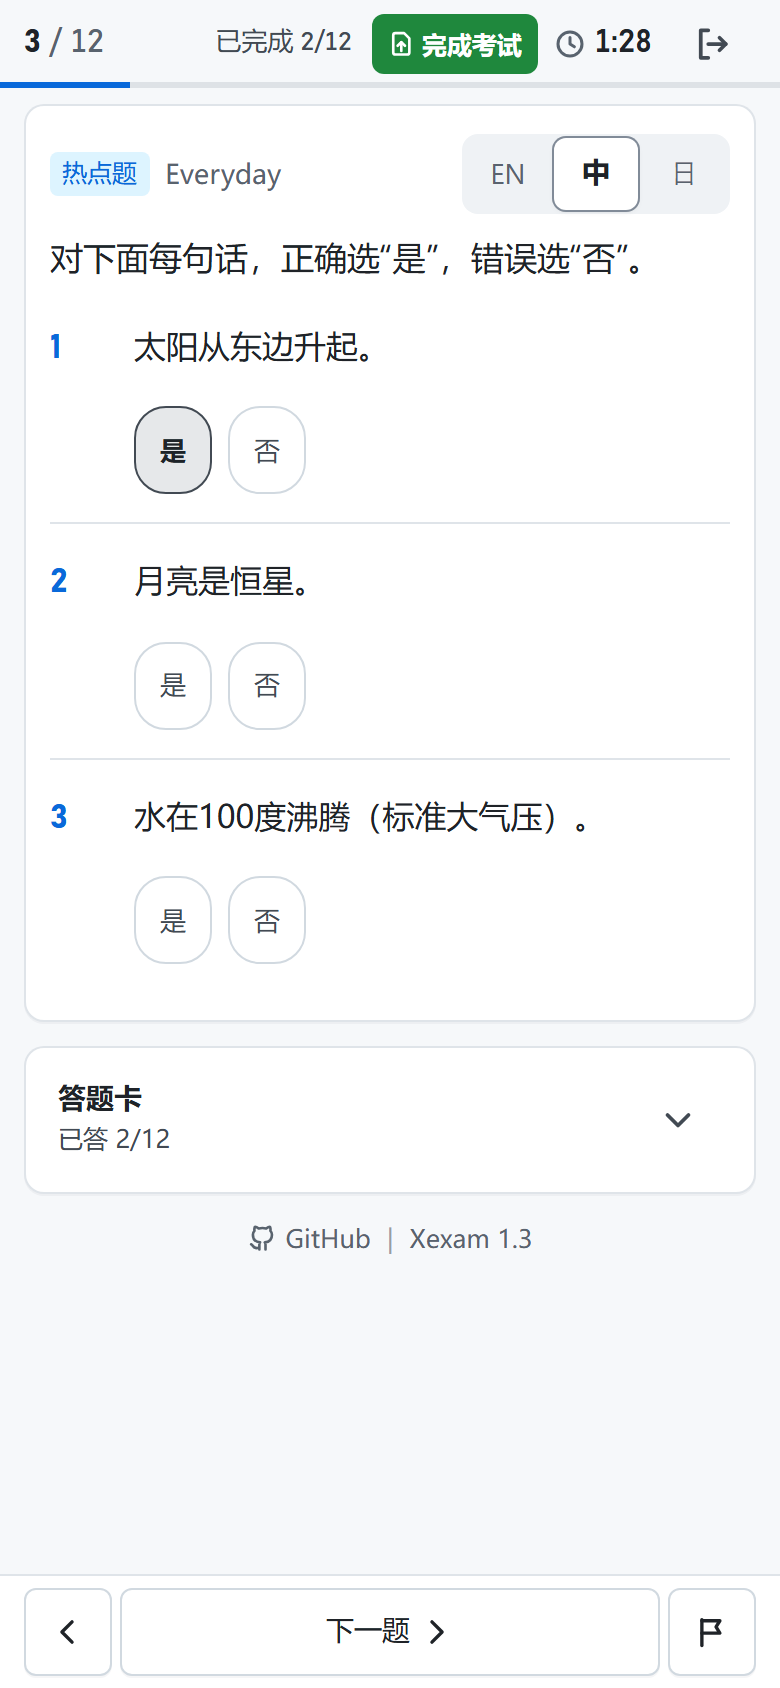 3 / 12 已完成 2/12 完成考试 1:28
热点题 Everyday EN 中 日
对下面每句话，正确选“是”，错误选“否”。
1 太阳从东边升起。
是 否
2 月亮是恒星。
是 否
3 水在100度沸腾（标准大气压）。
是 否
答题卡
已答 2/12
GitHub | Xexam 1.3
下一题